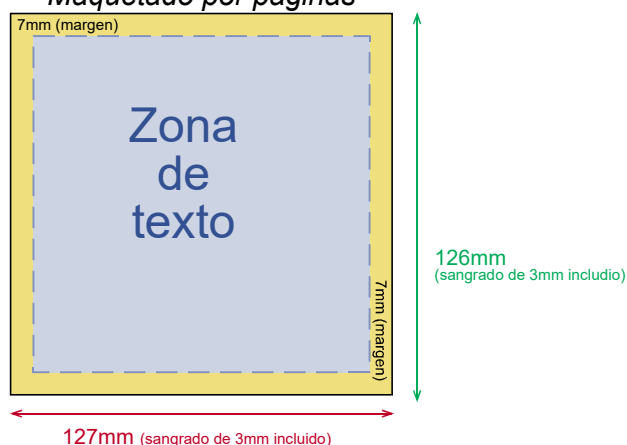 Maquetado por páginas
7mm (margen)
Zona
de
texto
126mm
(sangrado de 3mm includio)
7mm (margen)
127mm (sangrado de 3mm incluido)